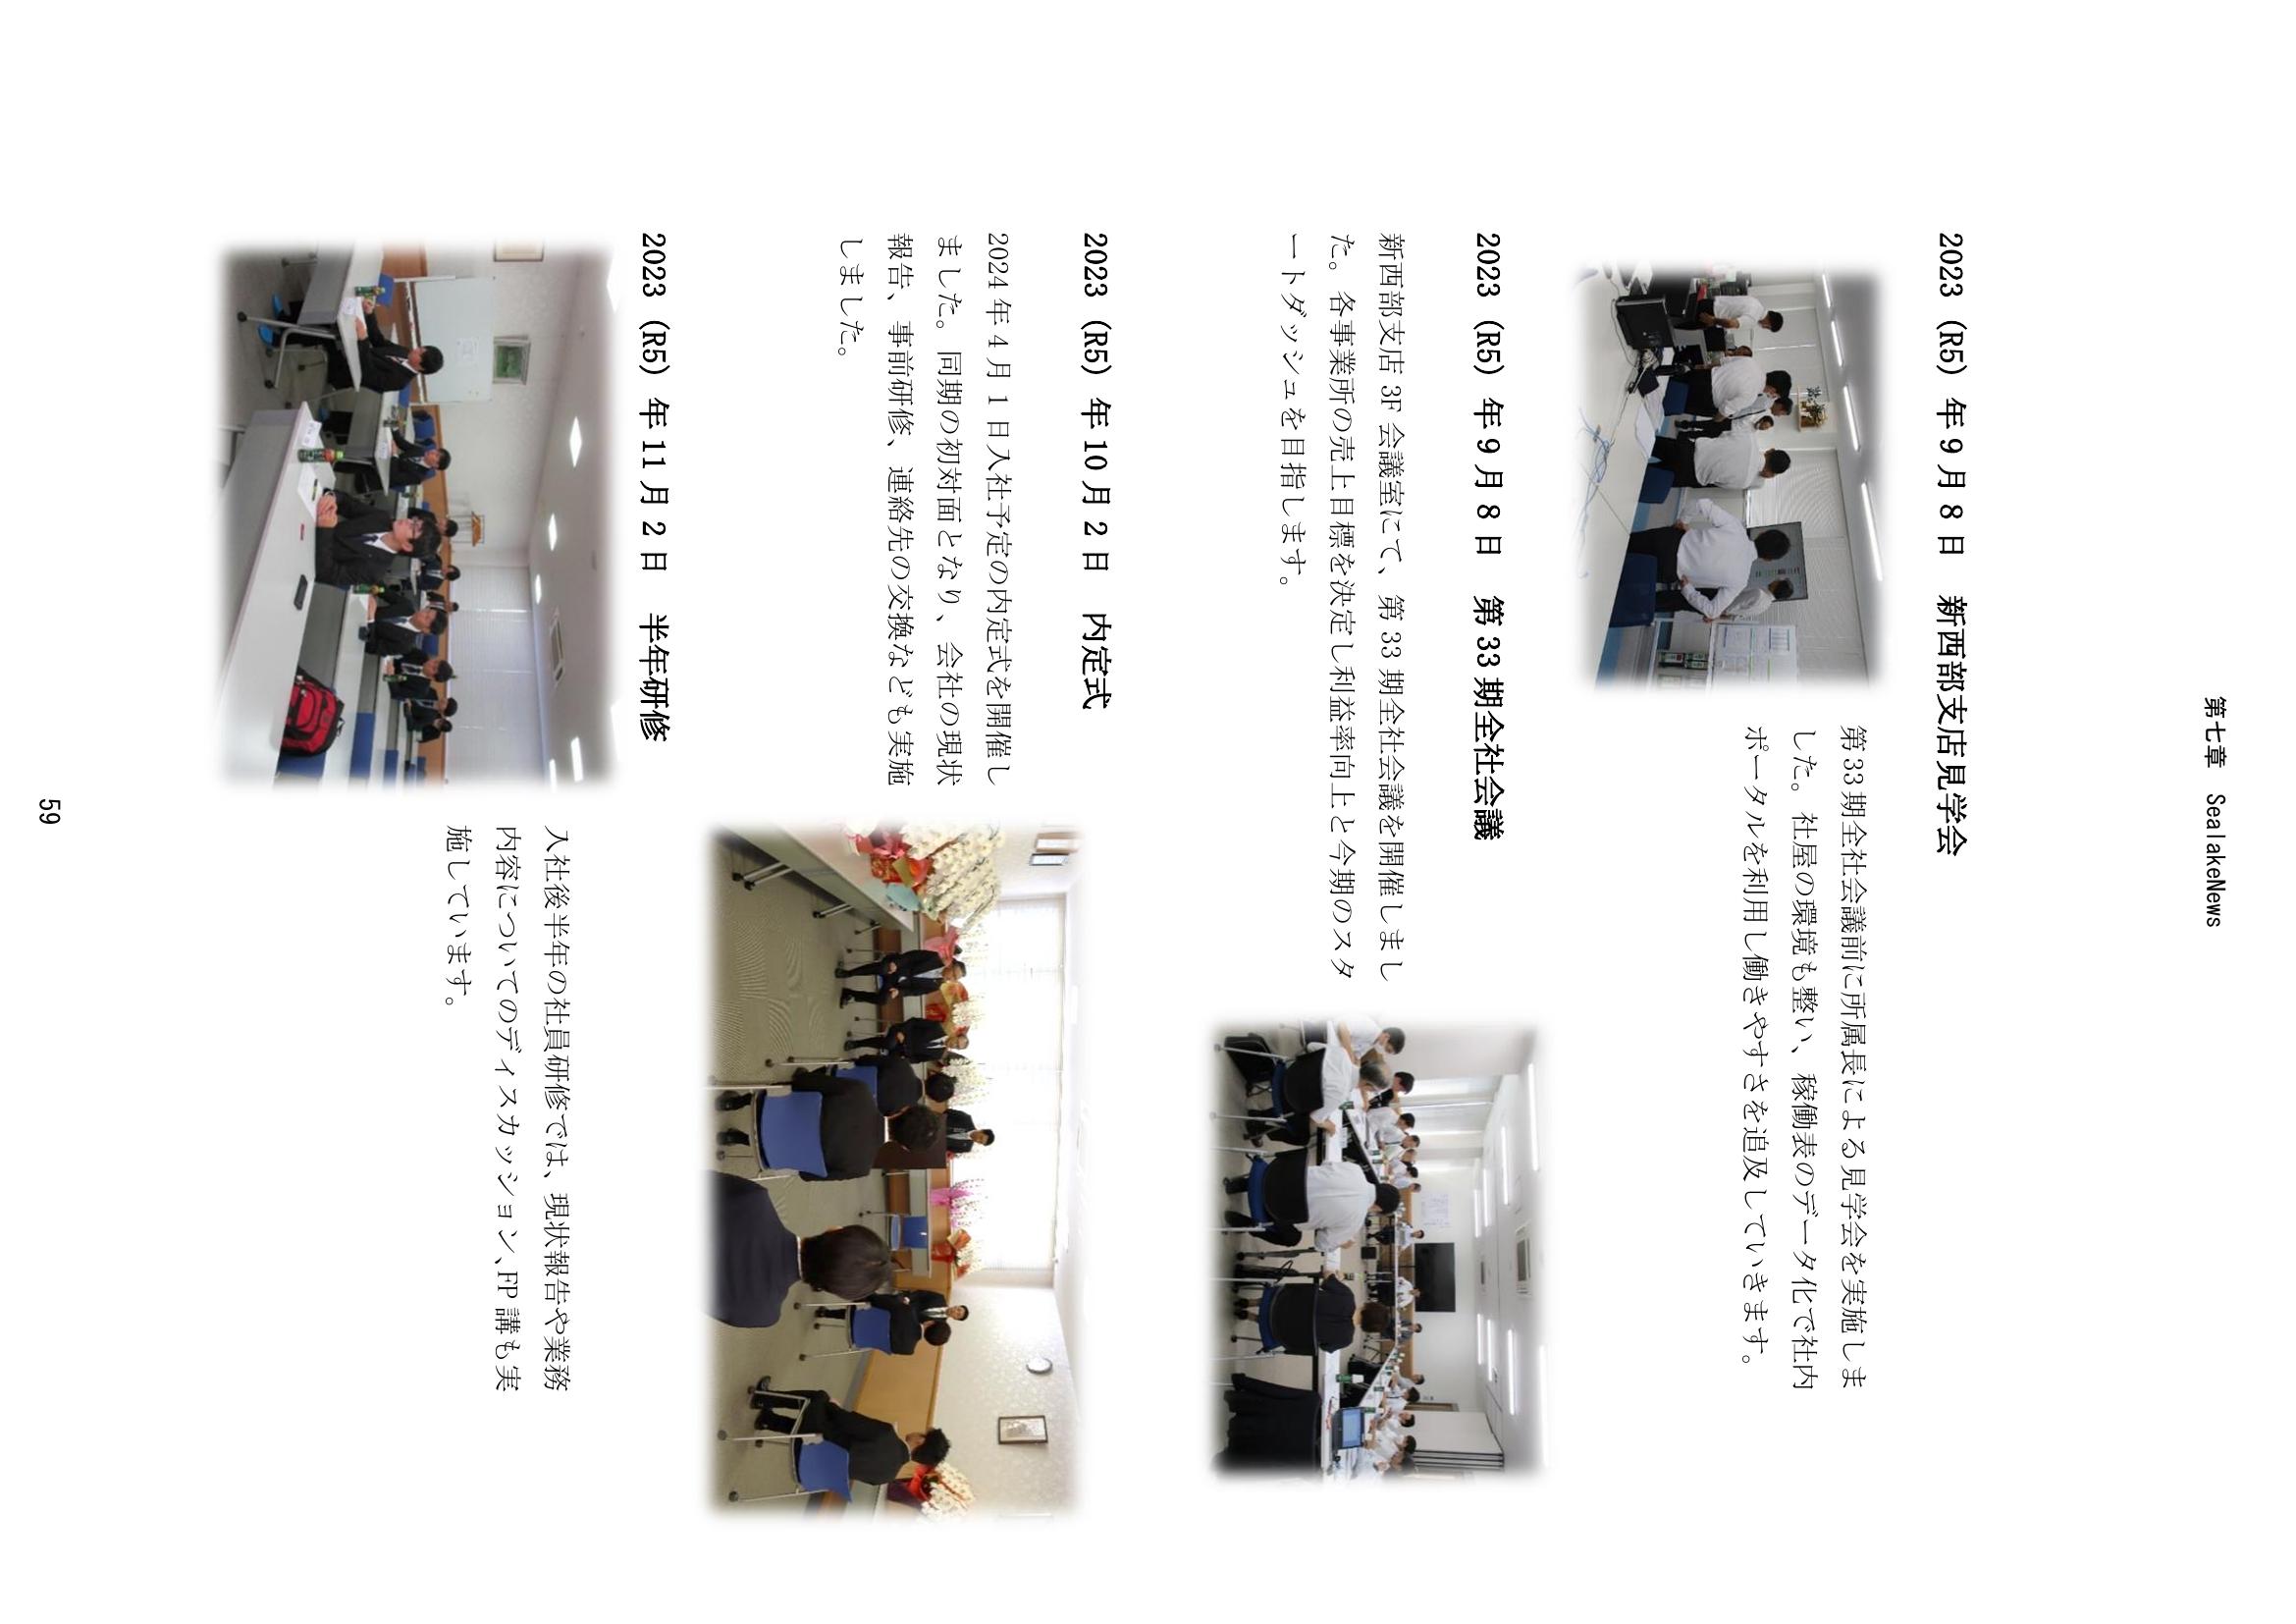 第七章　SealakeNews
2023（R5）年9月8日　新西部支店見学会
第33期全社会議前に所属長による見学会を実施しま
した。社屋の環境も整い、稼働表のデータ化で社内
ポータルを利用し働きやすさを追及していきます。
2023（R5）年9月8日　第33期全社会議
新西部支店3F会議室にて、第33期全社会議を開催しまし
た。各事業所の売上目標を決定し利益率向上と今期のスタ
ートダッシュを目指します。
2023（R5）年10月2日　内定式
2024年4月1日入社予定の内定式を開催し
ました。同期の初対面となり、会社の現状
報告、事前研修、連絡先の交換なども実施
しました。
2023（R5）年11月2日　半年研修
入社後半年の社員研修では、現状報告や業務
内容についてのディスカッション、FP講も実
施しています。
59